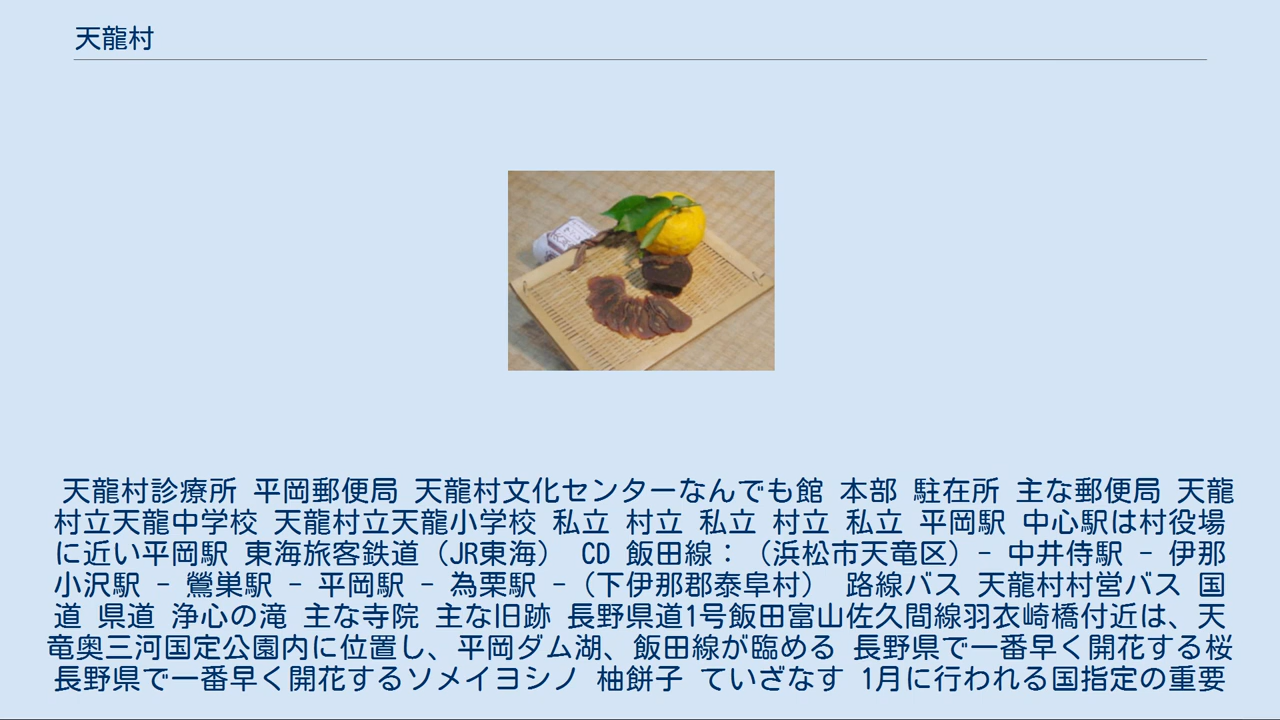 天龍村
天龍村診療所 平岡郵便局 天龍村文化センターなんでも館 本部 駐在所 主な郵便局 天龍
村立天龍中学校 天龍村立天龍小学校 私立 村立 私立 村立 私立 平岡駅 中心駅は村役場
に近い平岡駅 東海旅客鉄道（JR東海） CD 飯田線：（浜松市天竜区）- 中井侍駅 - 伊那
小沢駅 - 鶯巣駅 - 平岡駅 - 為栗駅 -（下伊那郡泰阜村） 路線バス 天龍村村営バス 国
道 県道 浄心の滝 主な寺院 主な旧跡 長野県道1号飯田富山佐久間線羽衣崎橋付近は、天
竜奥三河国定公園内に位置し、平岡ダム湖、飯田線が臨める 長野県で一番早く開花する桜
長野県で一番早く開花するソメイヨシノ 柚餅子 ていざなす 1月に行われる国指定の重要